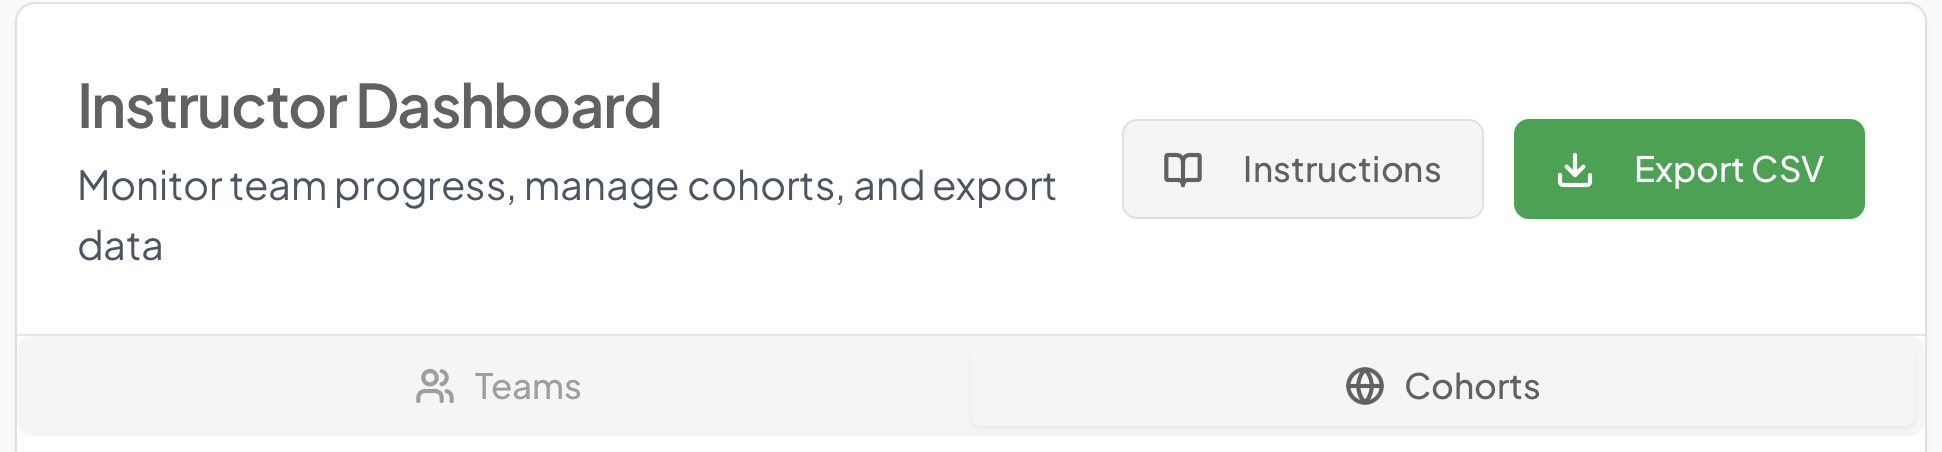 Instructor Dashboard
Monitor team progress, manage cohorts, and export
data
Instructions
Export CSV
Teams
Cohorts